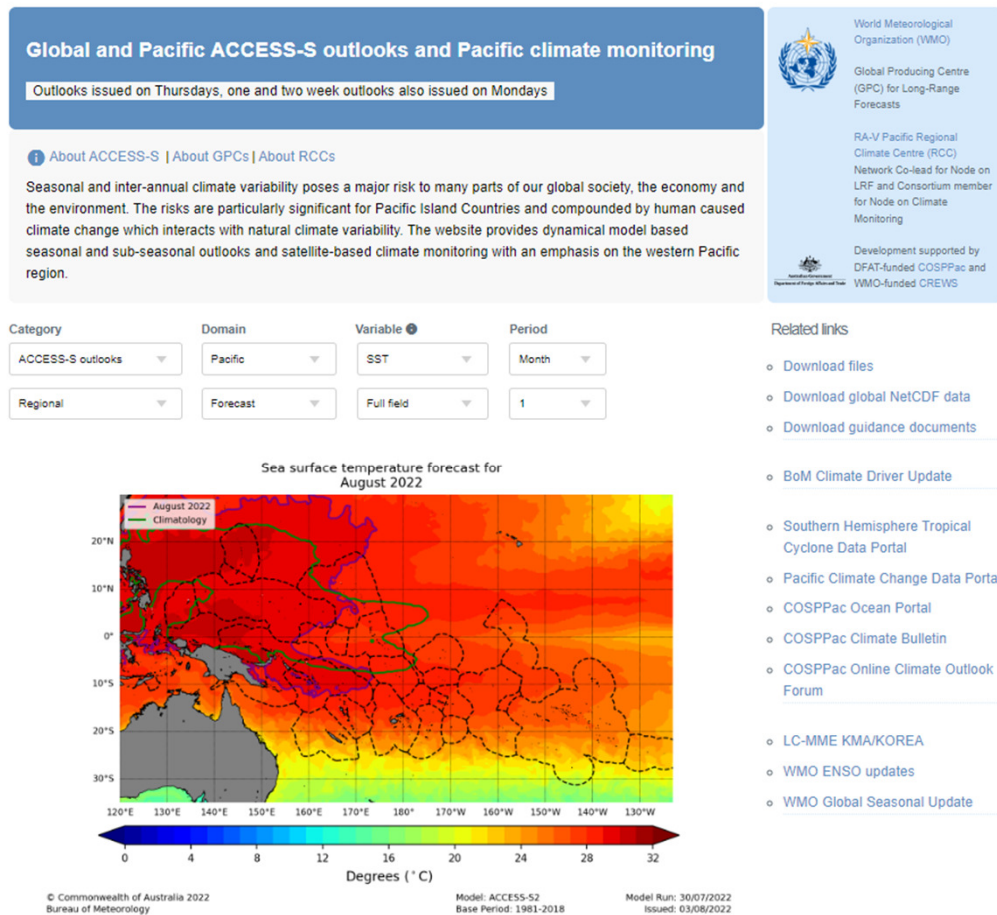 Global and Pacific ACCESS-S outlooks and Pacific climate monitoring
Outlooks issued on Thursdays, one and two week outlooks also issued on Mondays
About ACCESS-S | About GPCs | About RCCs
Seasonal and inter-annual climate variability poses a major risk to many parts of our global society, the economy and
the environment. The risks are particularly significant for Pacific Island Countries and compounded by human caused
climate change which interacts with natural climate variability. The website provides dynamical model based
seasonal and sub-seasonal outlooks and satellite-based climate monitoring with an emphasis on the western Pacific
region.
World Meteorological
Organization (WMO)
Global Producing Centre
(GPC) for Long-Range
Forecasts
RA-V Pacific Regional
Climate Centre (RCC)
Network Co-lead for Node on
LRF and Consortium member
for Node on Climate
Monitoring
Australian Government
Department of Foreign Affairs and Trade
Development supported by
DFAT-funded COSPPac and
WMO-funded CREWS
Category Domain Variable Period
ACCESS-S outlooks Pacific SST Month
Regional Forecast Full field 1
Sea surface temperature forecast for
August 2022
August 2022
Climatology
20°N
10°N
0°
10°S
20°S
30°S
120°E 130°E 140°E 150°E 160°E 170°E 180° 170°W 160°W 150°W 140°W 130°W
0 4 8 12 16 20 24 28 32
Degrees (°C)
© Commonwealth of Australia 2022
Bureau of Meteorology
Model: ACCESS-S2
Base Period: 1981-2018
Model Run: 30/07/2022
Issued: 03/08/2022
Related links
Download files
Download global NetCDF data
Download guidance documents
BoM Climate Driver Update
Southern Hemisphere Tropical
Cyclone Data Portal
Pacific Climate Change Data Porta
COSPPac Ocean Portal
COSPPac Climate Bulletin
COSPPac Online Climate Outlook
Forum
LC-MME KMA/KOREA
WMO ENSO updates
WMO Global Seasonal Update